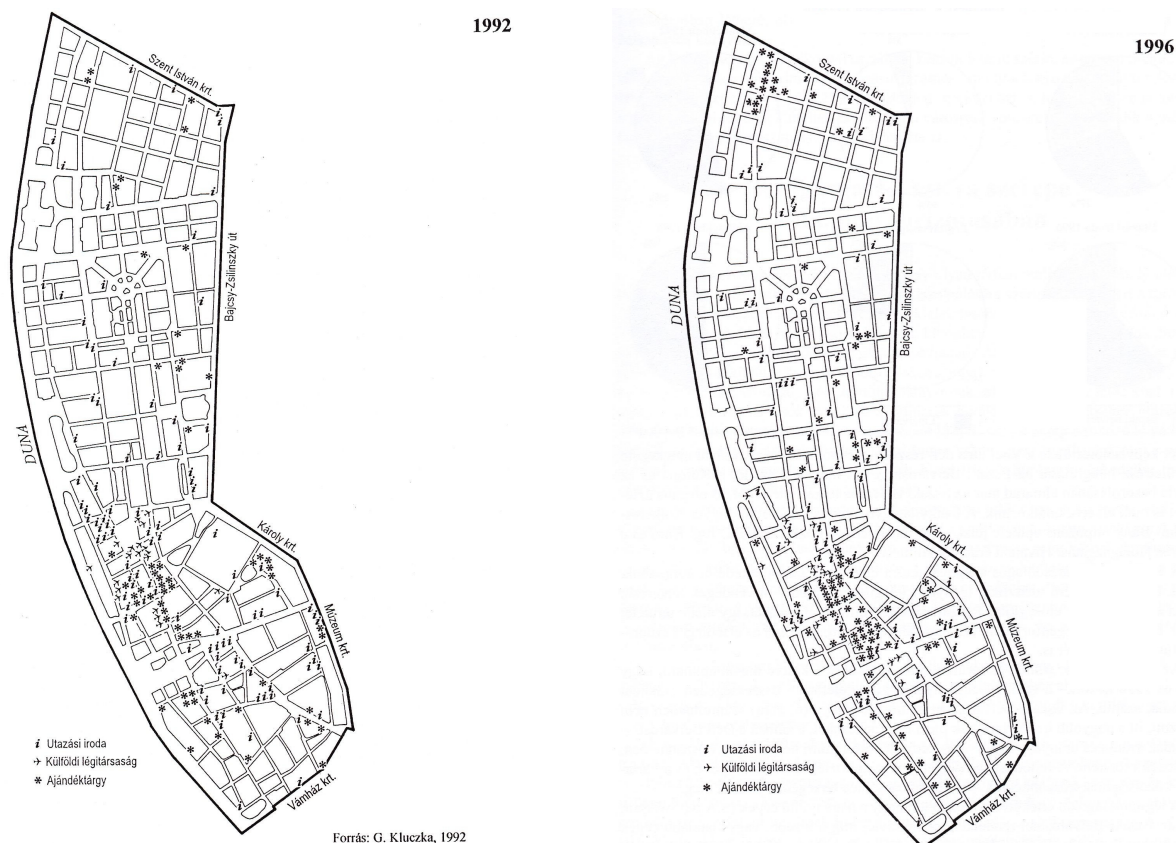 1992
Szent István krt.
Bajcsy-Zsilinszky út
DUNA
Károly krt.
Múzeum krt.
Vámház krt.
i Utazási iroda
✈ Külföldi légitársaság
* Ajándéktárgy
Forrás: G. Kluczka, 1992
1996
Szent István krt.
DUNA
Bajcsy-Zsilinszky út
Károly krt.
Múzeum krt.
Vámház krt.
i Utazási iroda
✈ Külföldi légitársaság
* Ajándéktárgy